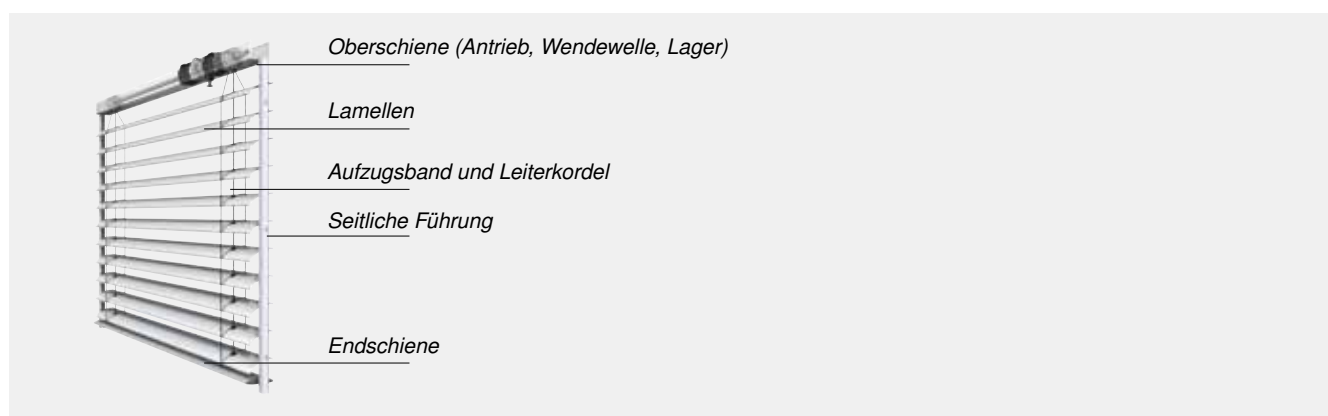 Oberschiene (Antrieb, Wendewelle, Lager)
Lamellen
Aufzugsband und Leiterkordel
Seitliche Führung
Endschiene